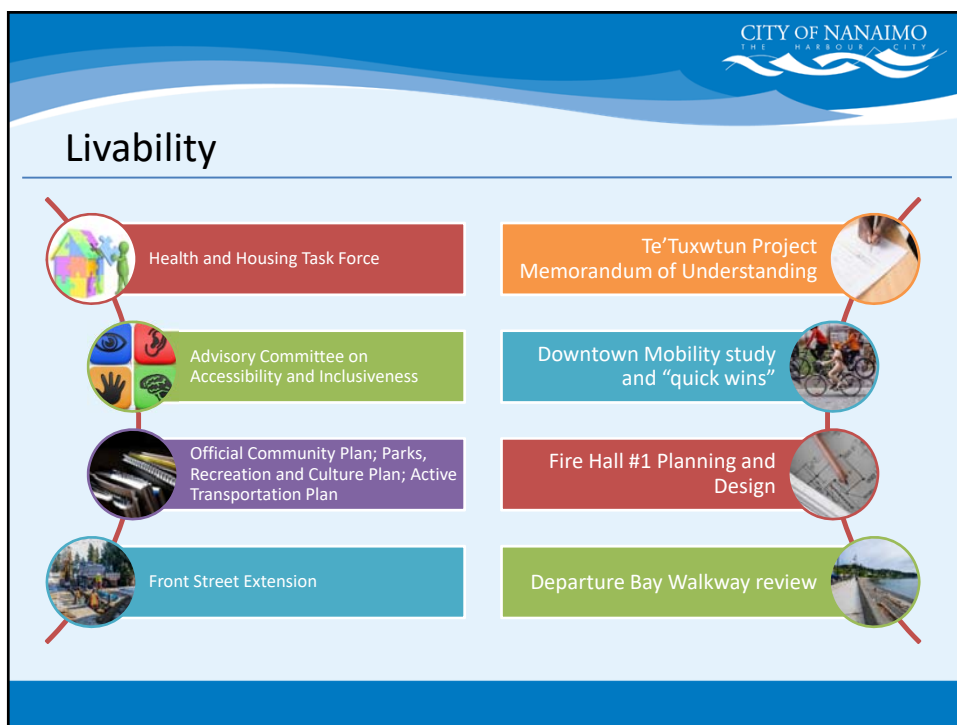 CITY OF NANAIMO
THE HARBOUR CITY
Livability
Health and Housing Task Force
Advisory Committee on
Accessibility and Inclusiveness
Official Community Plan; Parks,
Recreation and Culture Plan; Active
Transportation Plan
Front Street Extension
Te’Tuxwtun Project
Memorandum of Understanding
Downtown Mobility study
and “quick wins”
Fire Hall #1 Planning and
Design
Departure Bay Walkway review